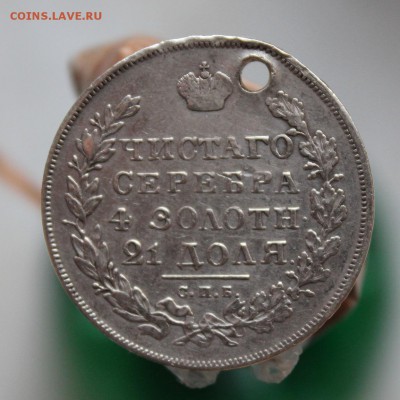 COINS.LAVE.RU
ЧИСТАГО
СЕРЕБРА
4 ЗОЛОТН
21 ДОЛЯ.
С.П.Б.